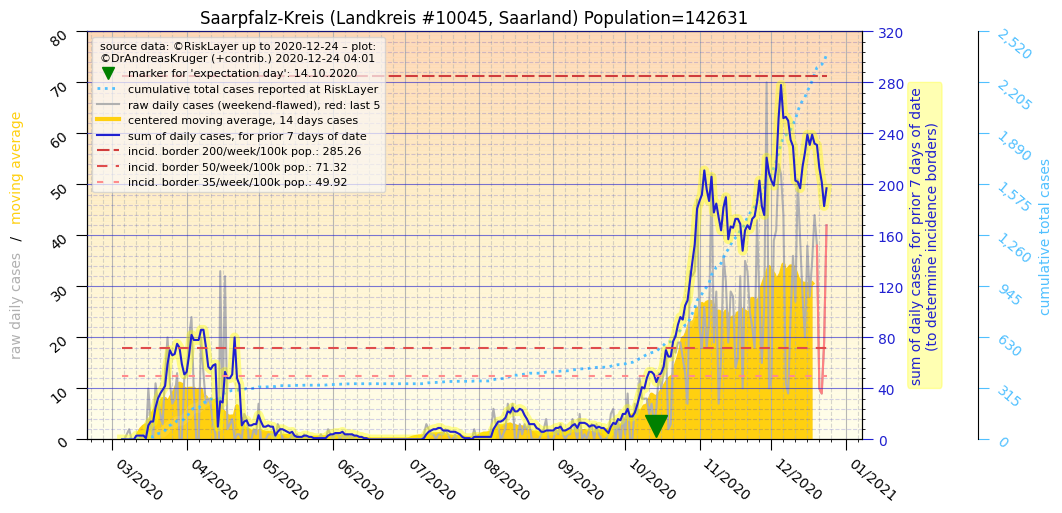 Saarpfalz-Kreis (Landkreis #10045, Saarland) Population=142631
source data: ©RiskLayer up to 2020-12-24 – plot:
©DrAndreasKruger (+contrib.) 2020-12-24 04:01
marker for 'expectation day': 14.10.2020
cumulative total cases reported at RiskLayer
raw daily cases (weekend-flawed), red: last 5
centered moving average, 14 days cases
sum of daily cases, for prior 7 days of date
incid. border 200/week/100k pop.: 285.26
incid. border 50/week/100k pop.: 71.32
incid. border 35/week/100k pop.: 49.92
raw daily cases / moving average
80
70
60
50
40
30
20
10
0
03/2020
04/2020
05/2020
06/2020
07/2020
08/2020
09/2020
10/2020
11/2020
12/2020
01/2021
320
280
240
200
160
120
80
40
0
sum of daily cases, for prior 7 days of date
(to determine incidence borders)
2,520
2,205
1,890
1,575
1,260
945
630
315
0
cumulative total cases